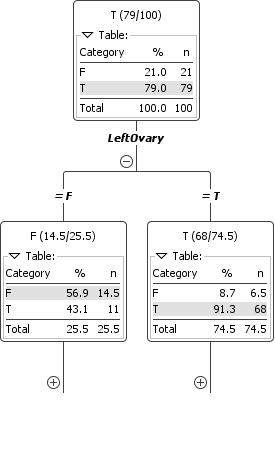 T (79/100)
Table:
Category % n
F 21.0 21
T 79.0 79
Total 100.0 100
LeftOvary
= F = T
F (14.5/25.5)
Table:
Category % n
F 56.9 14.5
T 43.1 11
Total 25.5 25.5
T (68/74.5)
Table:
Category % n
F 8.7 6.5
T 91.3 68
Total 74.5 74.5